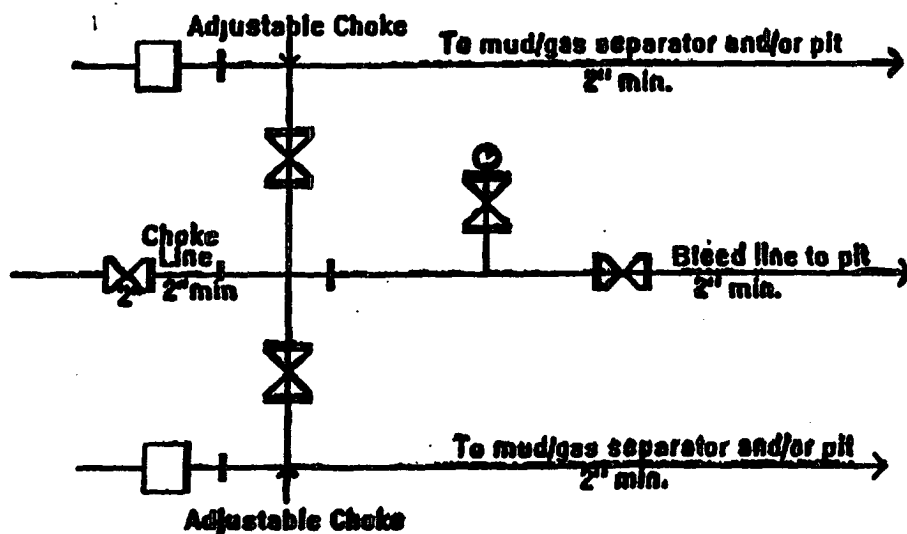 Adjustable Choke
To mud/gas separator and/or pit
2" min.
Choke
Line
2"
2" min
Bleed line to pit
2" min.
To mud/gas separator and/or pit
2" min.
Adjustable Choke